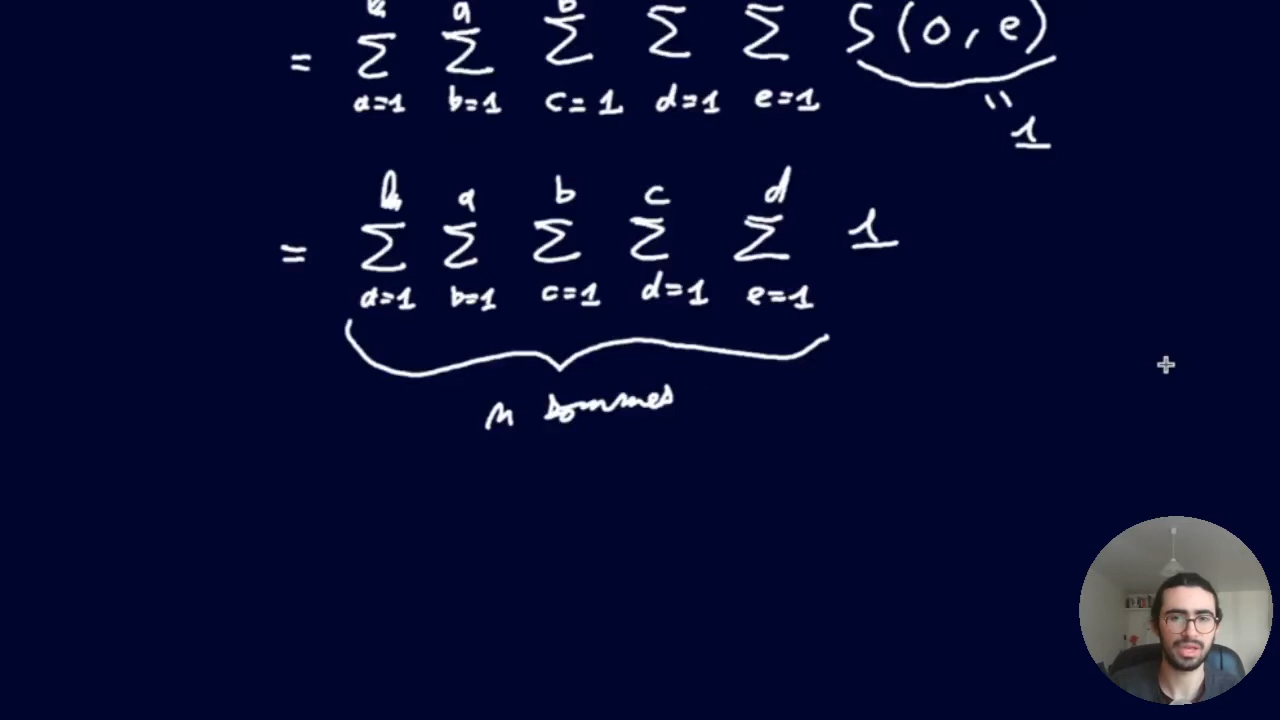 = Σ Σ Σ Σ Σ S(0, e)
a=1 b=1 c=1 d=1 e=1
"
1
k a b c d
= Σ Σ Σ Σ Σ 1
a=1 b=1 c=1 d=1 e=1
n sommes